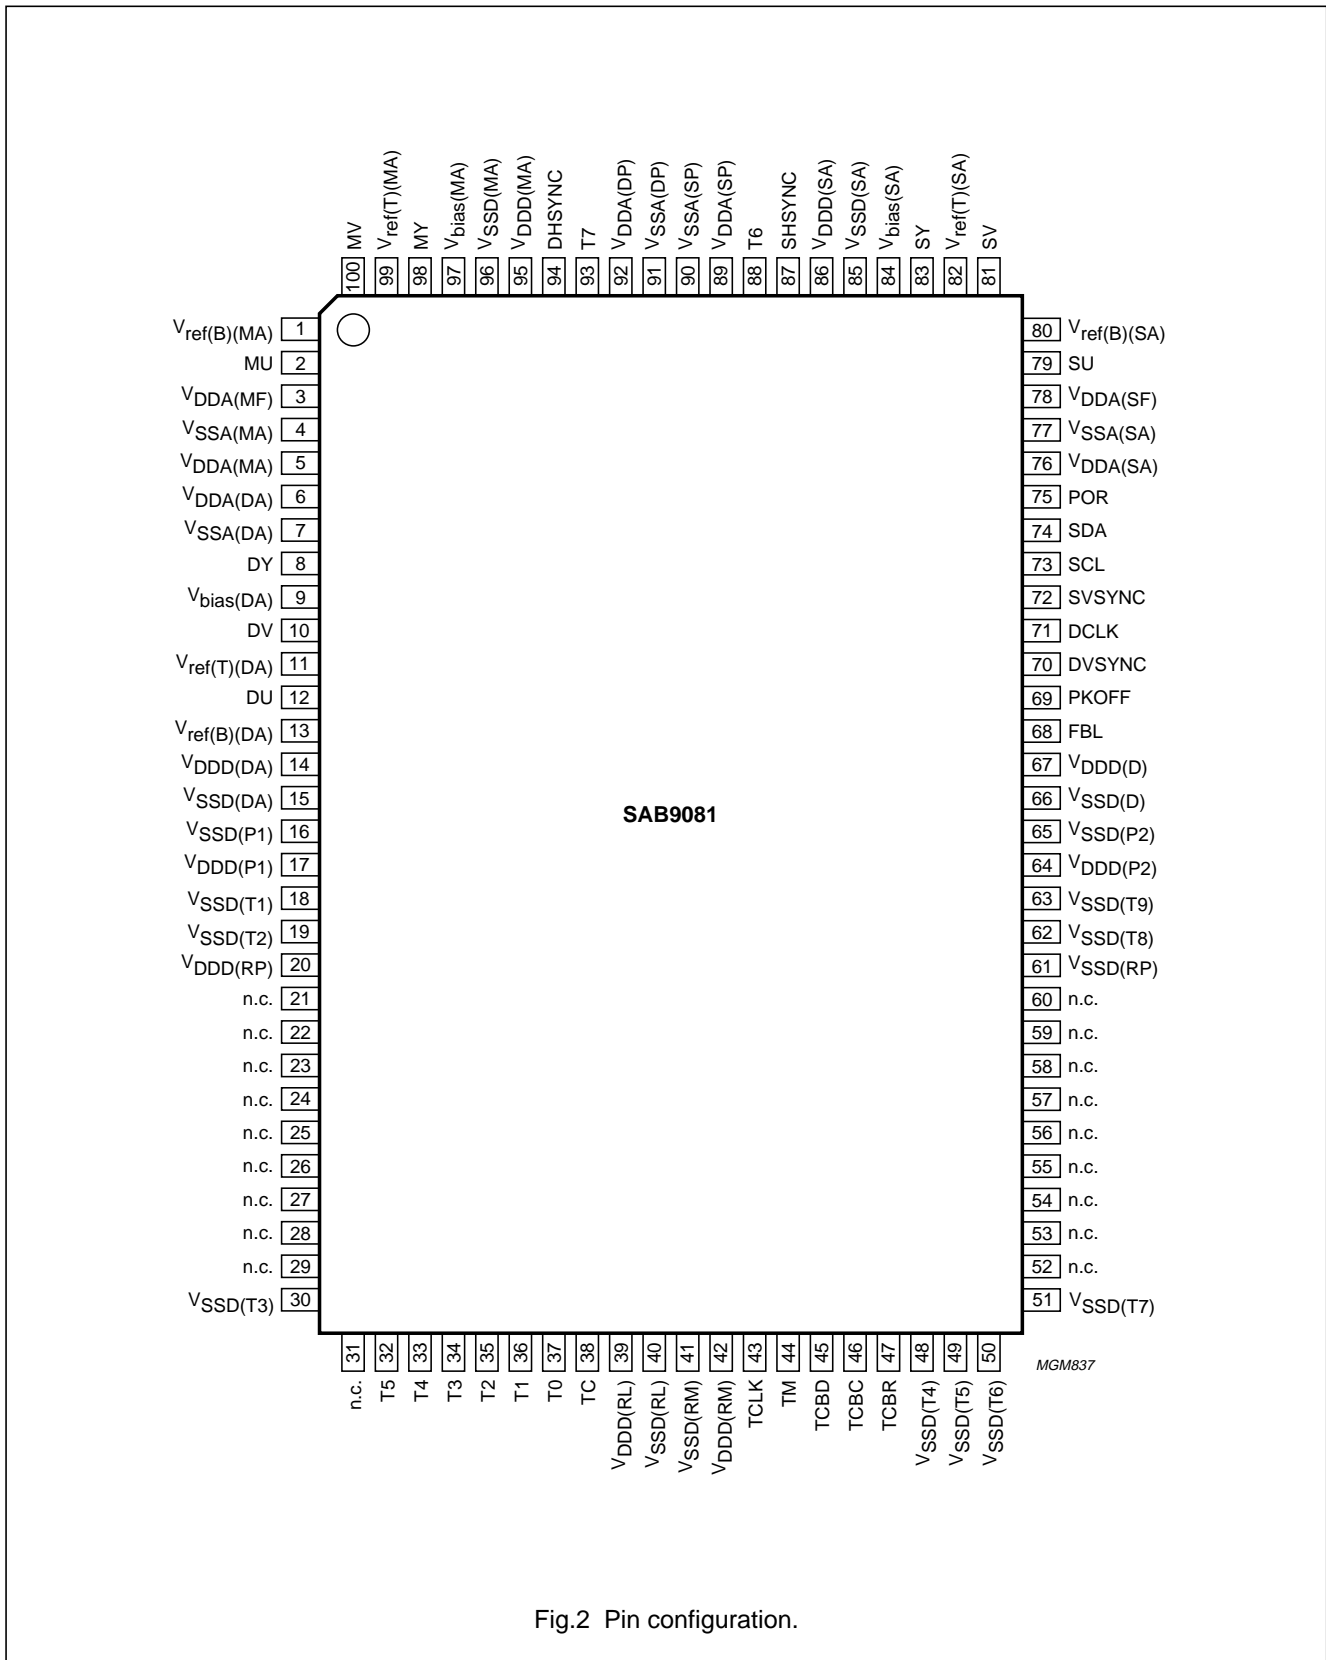 MV
Vref(T)(MA)
MY
Vbias(MA)
VSSD(MA)
VDDD(MA)
DHSYNC
T7
VDDA(DP)
VSSA(DP)
VSSA(SP)
VDDA(SP)
T6
SHSYNC
VDDD(SA)
VSSD(SA)
Vbias(SA)
SY
Vref(T)(SA)
SV
100 99 98 97 96 95 94 93 92 91 90 89 88 87 86 85 84 83 82 81
Vref(B)(MA) 1 80 Vref(B)(SA)
MU 2 79 SU
VDDA(MF) 3 78 VDDA(SF)
VSSA(MA) 4 77 VSSA(SA)
VDDA(MA) 5 76 VDDA(SA)
VDDA(DA) 6 75 POR
VSSA(DA) 7 74 SDA
DY 8 73 SCL
Vbias(DA) 9 72 SVSYNC
DV 10 71 DCLK
Vref(T)(DA) 11 70 DVSYNC
DU 12 69 PKOFF
Vref(B)(DA) 13 68 FBL
VDDD(DA) 14 67 VDDD(D)
VSSD(DA) 15 66 VSSD(D)
SAB9081
VSSD(P1) 16 65 VSSD(P2)
VDDD(P1) 17 64 VDDD(P2)
VSSD(T1) 18 63 VSSD(T9)
VSSD(T2) 19 62 VSSD(T8)
VDDD(RP) 20 61 VSSD(RP)
n.c. 21 60 n.c.
n.c. 22 59 n.c.
n.c. 23 58 n.c.
n.c. 24 57 n.c.
n.c. 25 56 n.c.
n.c. 26 55 n.c.
n.c. 27 54 n.c.
n.c. 28 53 n.c.
n.c. 29 52 n.c.
VSSD(T3) 30 51 VSSD(T7)
31 32 33 34 35 36 37 38 39 40 41 42 43 44 45 46 47 48 49 50
MGM837
n.c.
T5
T4
T3
T2
T1
T0
TC
VDDD(RL)
VSSD(RL)
VSSD(RM)
VDDD(RM)
TCLK
TM
TCBD
TCBC
TCBR
VSSD(T4)
VSSD(T5)
VSSD(T6)
Fig.2 Pin configuration.